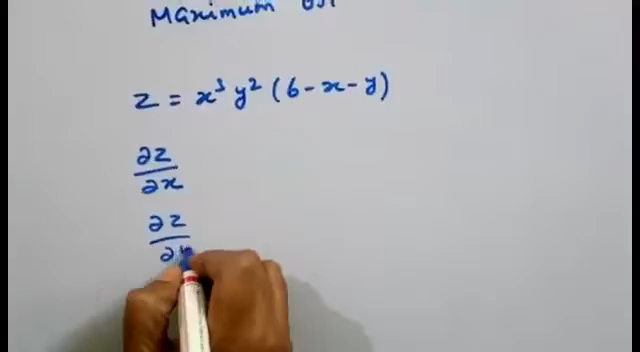 Maximum
z = x³ y² (6 - x - y)
∂z
∂x
∂z